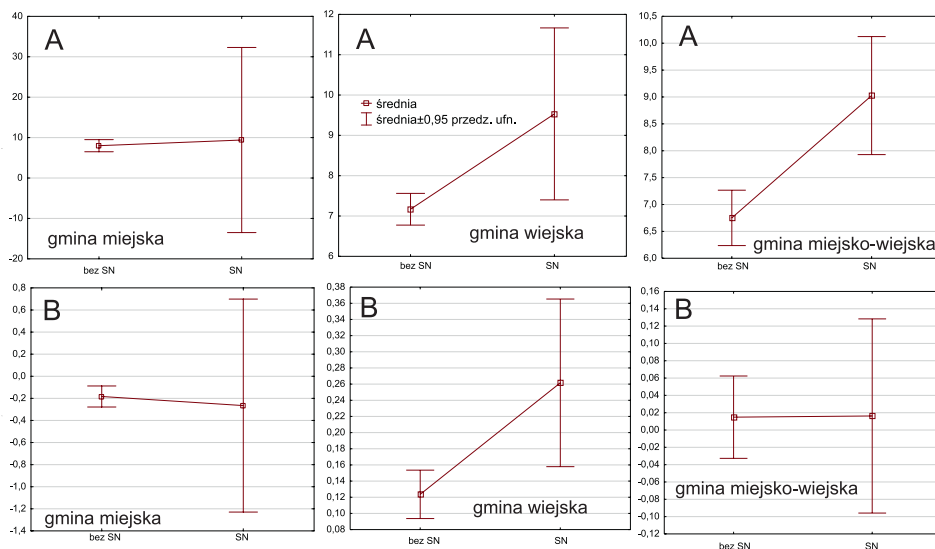 A
40
30
20
10
0
-10
-20
gmina miejska
bez SN
SN
A
12
11
10
9
8
7
6
średnia
średnia±0,95 przedz. ufn.
gmina wiejska
bez SN
SN
A
10,5
10,0
9,5
9,0
8,5
8,0
7,5
7,0
6,5
6,0
gmina miejsko-wiejska
bez SN
SN
B
0,8
0,6
0,4
0,2
0,0
-0,2
-0,4
-0,6
-0,8
-1,0
-1,2
-1,4
gmina miejska
bez SN
SN
B
0,38
0,36
0,34
0,32
0,30
0,28
0,26
0,24
0,22
0,20
0,18
0,16
0,14
0,12
0,10
0,08
gmina wiejska
bez SN
SN
B
0,16
0,14
0,12
0,10
0,08
0,06
0,04
0,02
0,00
-0,02
-0,04
-0,06
-0,08
-0,10
-0,12
gmina miejsko-wiejska
bez SN
SN